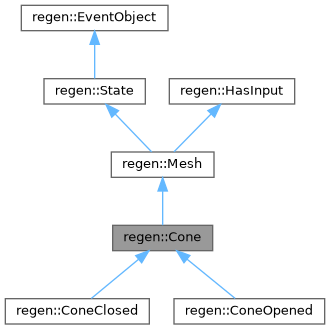 regen::EventObject
regen::State
regen::HasInput
regen::Mesh
regen::Cone
regen::ConeClosed
regen::ConeOpened